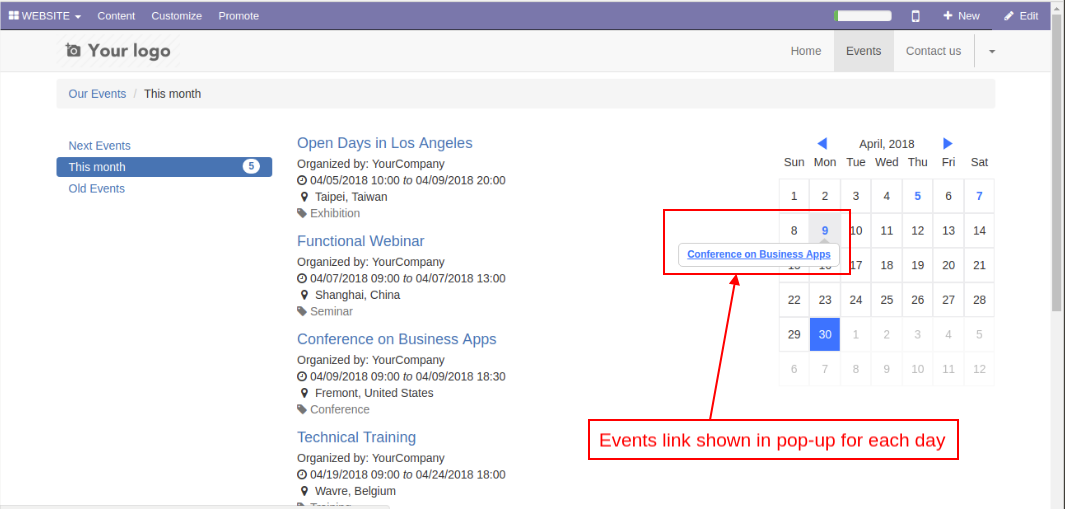 WEBSITE Content Customize Promote New Edit
Your logo Home Events Contact us
Our Events / This month
Next Events
This month 5
Old Events
Open Days in Los Angeles
Organized by: YourCompany
04/05/2018 10:00 to 04/09/2018 20:00
Taipei, Taiwan
Exhibition
Functional Webinar
Organized by: YourCompany
04/07/2018 09:00 to 04/07/2018 13:00
Shanghai, China
Seminar
Conference on Business Apps
Organized by: YourCompany
04/09/2018 09:00 to 04/09/2018 18:30
Fremont, United States
Conference
Technical Training
Organized by: YourCompany
04/19/2018 09:00 to 04/24/2018 18:00
Wavre, Belgium
Training
April, 2018
Sun Mon Tue Wed Thu Fri Sat
1 2 3 4 5 6 7
8 9 10 11 12 13 14
Conference on Business Apps
15 16 17 18 19 20 21
22 23 24 25 26 27 28
29 30 1 2 3 4 5
6 7 8 9 10 11 12
Events link shown in pop-up for each day